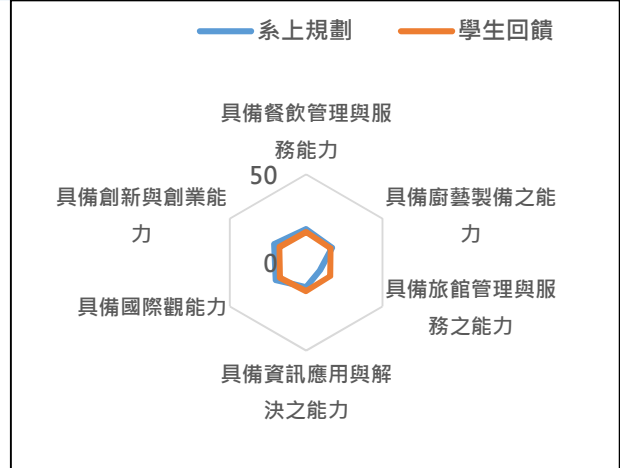 系上規劃 學生回饋
具備餐飲管理與服
務能力
50
具備創新與創業能
力
具備廚藝製備之能
力
0
具備國際觀能力
具備旅館管理與服
務之能力
具備資訊應用與解
決之能力